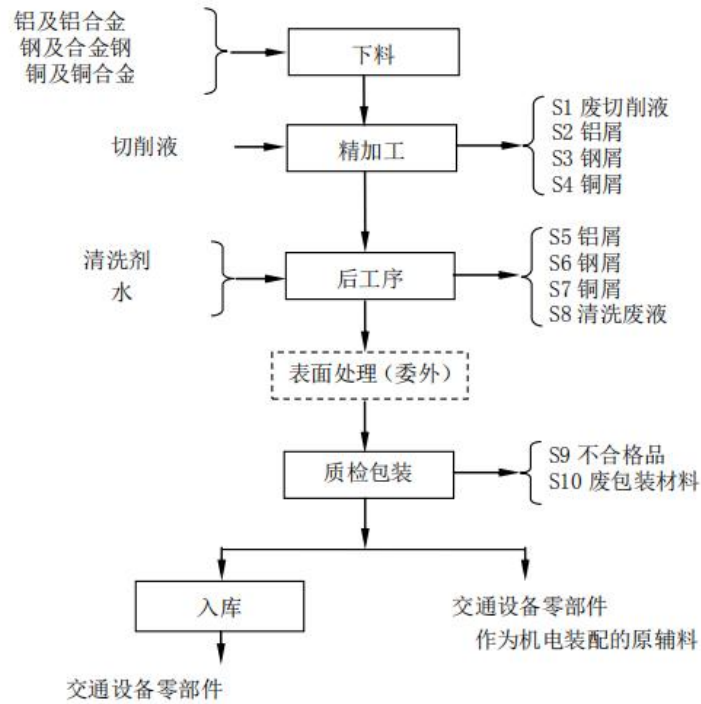 铝及铝合金
钢及合金钢
铜及铜合金
下料
切削液
精加工
S1 废切削液
S2 铝屑
S3 钢屑
S4 铜屑
清洗剂
水
后工序
S5 铝屑
S6 钢屑
S7 铜屑
S8 清洗废液
表面处理（委外）
质检包装
S9 不合格品
S10 废包装材料
入库
交通设备零部件
作为机电装配的原辅料
交通设备零部件